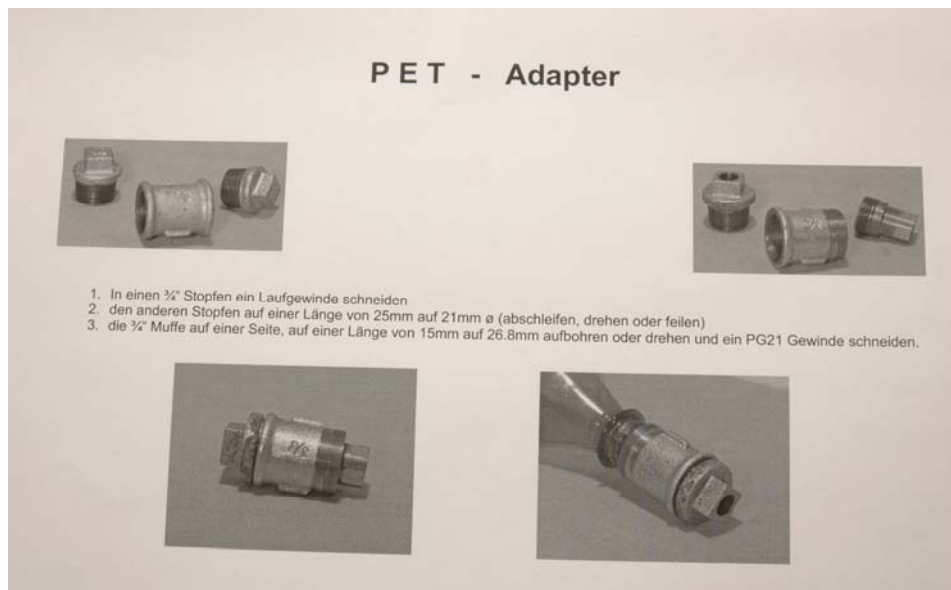 PET - Adapter
1. In einen ¾" Stopfen ein Laufgewinde schneiden
2. den anderen Stopfen auf einer Länge von 25mm auf 21mm ø (abschleifen, drehen oder feilen)
3. die ¾" Muffe auf einer Seite, auf einer Länge von 15mm auf 26.8mm aufbohren oder drehen und ein PG21 Gewinde schneiden.